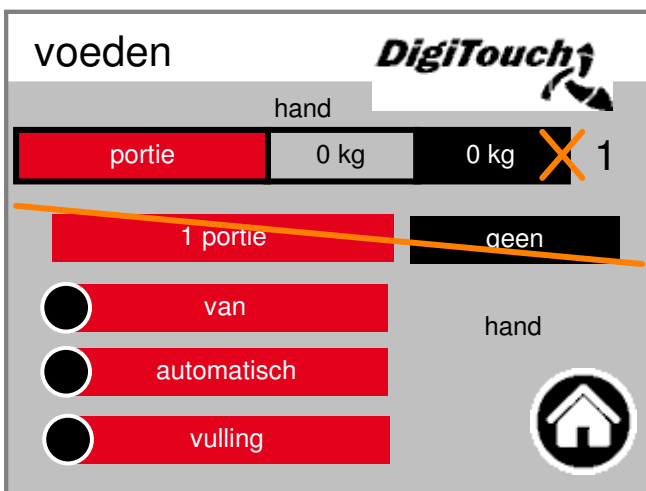 voeden DigiTouch
hand
portie 0 kg 0 kg 1
1 portie geen
van
hand
automatisch
vulling